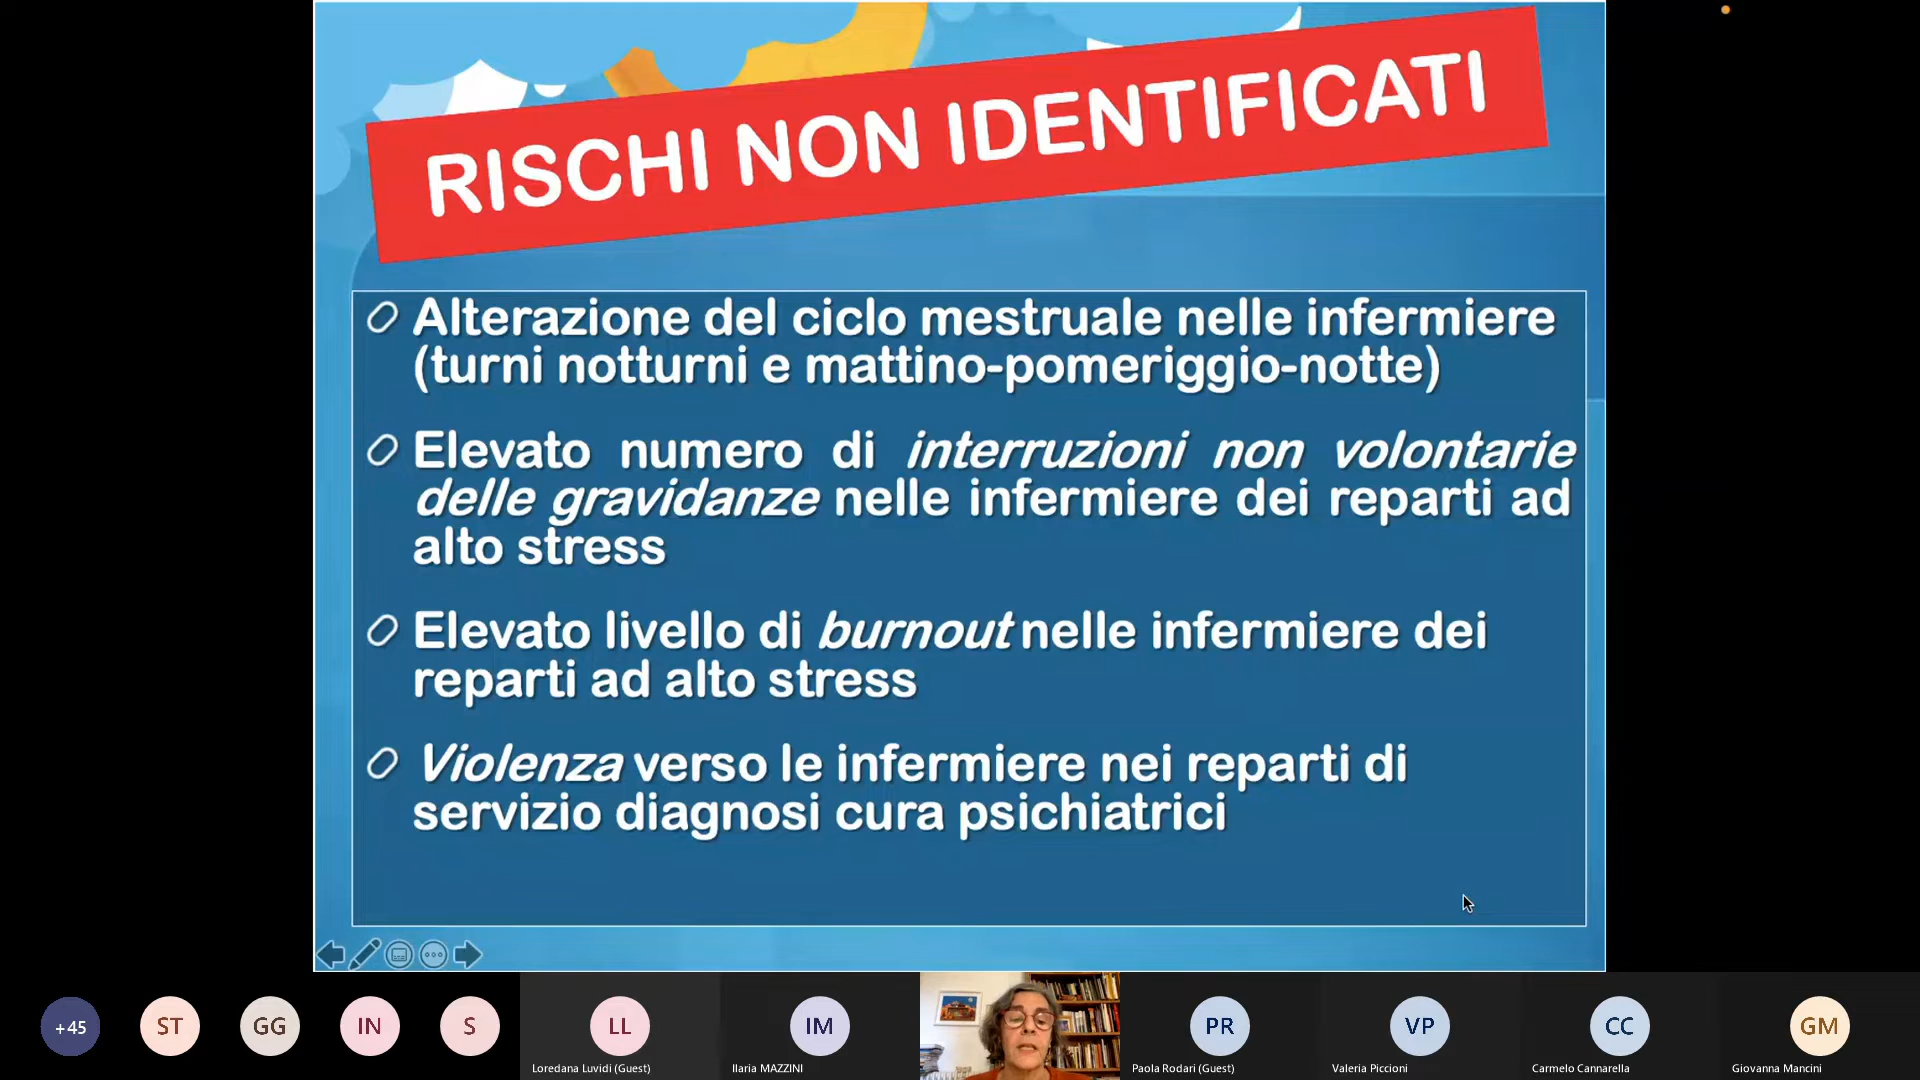 RISCHI NON IDENTIFICATI
Alterazione del ciclo mestruale nelle infermiere
(turni notturni e mattino-pomeriggio-notte)
Elevato numero di interruzioni non volontarie
delle gravidanze nelle infermiere dei reparti ad
alto stress
Elevato livello di burnout nelle infermiere dei
reparti ad alto stress
Violenza verso le infermiere nei reparti di
servizio diagnosi cura psichiatrici
+45
ST
GG
IN
S
LL
IM
PR
VP
CC
GM
Loredana Luvidi (Guest)
Ilaria MAZZINI
Paola Rodari (Guest)
Valeria Piccioni
Carmelo Cannarella
Giovanna Mancini